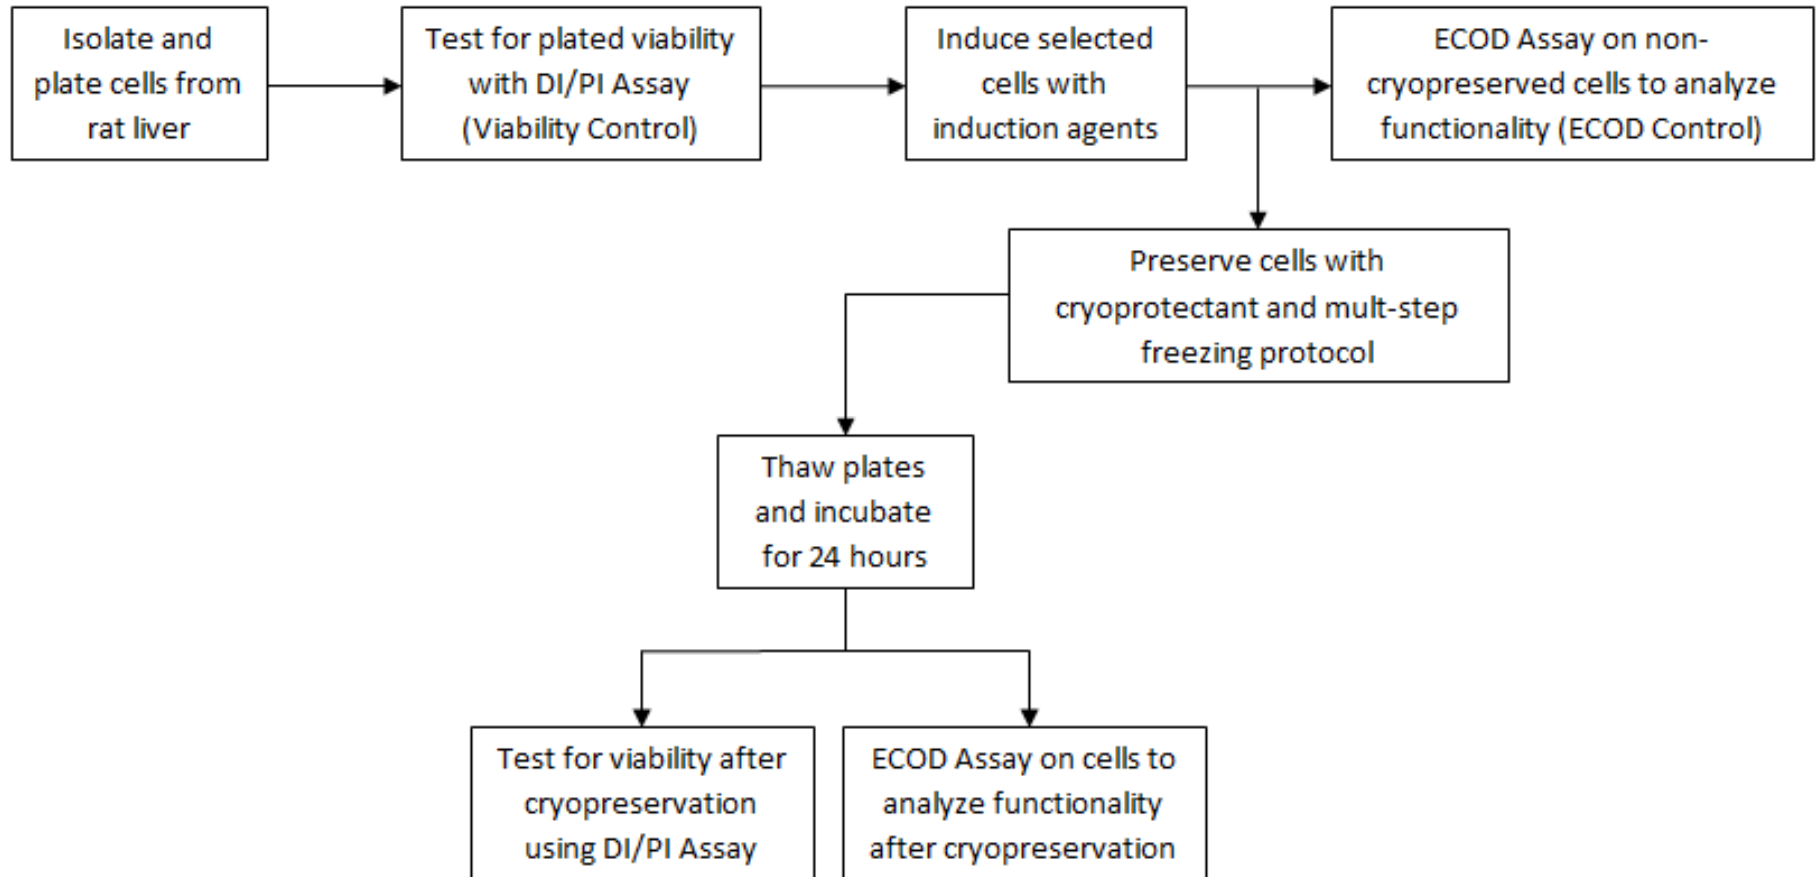 Isolate and
plate cells from
rat liver
Test for plated viability
with DI/PI Assay
(Viability Control)
Induce selected
cells with
induction agents
ECOD Assay on non-
cryopreserved cells to analyze
functionality (ECOD Control)
Preserve cells with
cryoprotectant and mult-step
freezing protocol
Thaw plates
and incubate
for 24 hours
Test for viability after
cryopreservation
using DI/PI Assay
ECOD Assay on cells to
analyze functionality
after cryopreservation